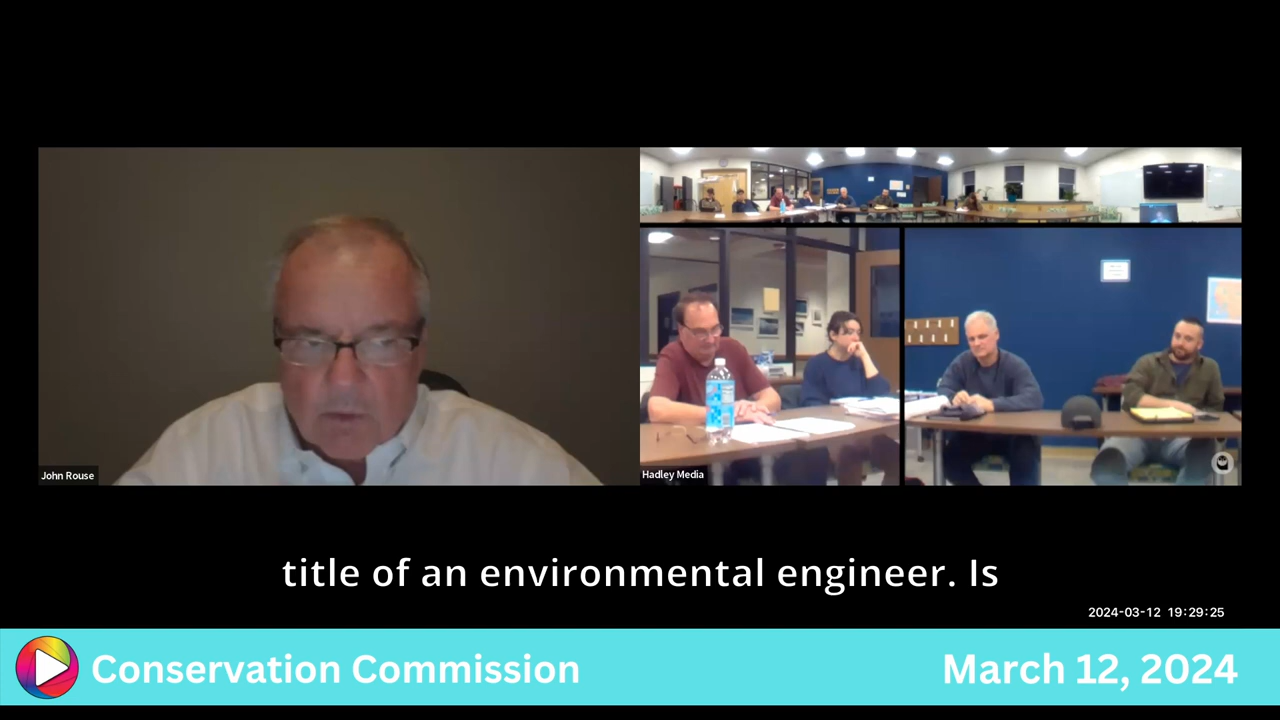 John Rouse
Hadley Media
title of an environmental engineer. Is
2024-03-12 19:29:25
Conservation Commission
March 12, 2024